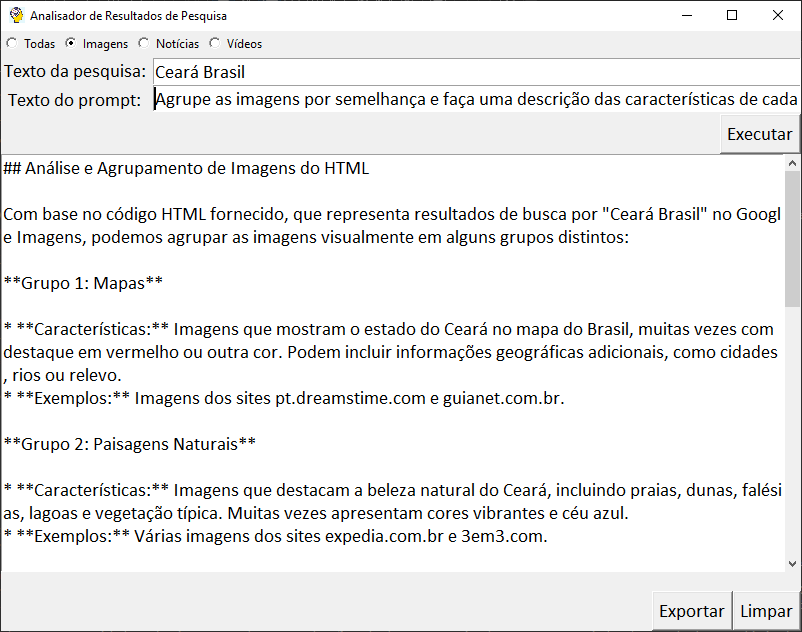 Analisador de Resultados de Pesquisa
Todas Imagens Notícias Vídeos
Texto da pesquisa: Ceará Brasil
Texto do prompt: Agrupe as imagens por semelhança e faça uma descrição das características de cada
Executar
## Análise e Agrupamento de Imagens do HTML
Com base no código HTML fornecido, que representa resultados de busca por "Ceará Brasil" no Googl
e Imagens, podemos agrupar as imagens visualmente em alguns grupos distintos:
**Grupo 1: Mapas**
* **Características:** Imagens que mostram o estado do Ceará no mapa do Brasil, muitas vezes com
destaque em vermelho ou outra cor. Podem incluir informações geográficas adicionais, como cidades
, rios ou relevo.
* **Exemplos:** Imagens dos sites pt.dreamstime.com e guianet.com.br.
**Grupo 2: Paisagens Naturais**
* **Características:** Imagens que destacam a beleza natural do Ceará, incluindo praias, dunas, falési
as, lagoas e vegetação típica. Muitas vezes apresentam cores vibrantes e céu azul.
* **Exemplos:** Várias imagens dos sites expedia.com.br e 3em3.com.
Exportar Limpar